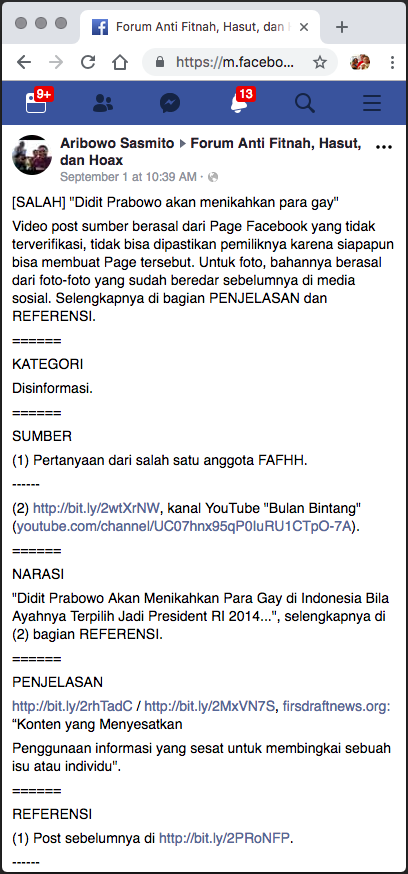 Forum Anti Fitnah, Hasut, dan H
https://m.facebo...
9+
13
Aribowo Sasmito ▸ Forum Anti Fitnah, Hasut,
dan Hoax
September 1 at 10:39 AM ·
[SALAH] "Didit Prabowo akan menikahkan para gay"
Video post sumber berasal dari Page Facebook yang tidak
terverifikasi, tidak bisa dipastikan pemiliknya karena siapapun
bisa membuat Page tersebut. Untuk foto, bahannya berasal
dari foto-foto yang sudah beredar sebelumnya di media
sosial. Selengkapnya di bagian PENJELASAN dan
REFERENSI.
======
KATEGORI
Disinformasi.
======
SUMBER
(1) Pertanyaan dari salah satu anggota FAFHH.
------
(2) http://bit.ly/2wtXrNW, kanal YouTube "Bulan Bintang"
(youtube.com/channel/UC07hnx95qP0luRU1CTpO-7A).
======
NARASI
"Didit Prabowo Akan Menikahkan Para Gay di Indonesia Bila
Ayahnya Terpilih Jadi President RI 2014...", selengkapnya di
(2) bagian REFERENSI.
======
PENJELASAN
http://bit.ly/2rhTadC / http://bit.ly/2MxVN7S, firsdraftnews.org:
"Konten yang Menyesatkan
Penggunaan informasi yang sesat untuk membingkai sebuah
isu atau individu".
======
REFERENSI
(1) Post sebelumnya di http://bit.ly/2PRoNFP.
------